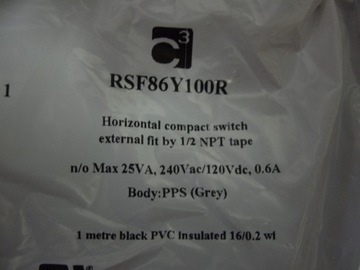 C3
RSF86Y100R
1
Horizontal compact switch
external fit by 1/2 NPT tape
n/o Max 25VA, 240Vac/120Vdc, 0.6A
Body:PPS (Grey)
1 metre black PVC insulated 16/0.2 wi